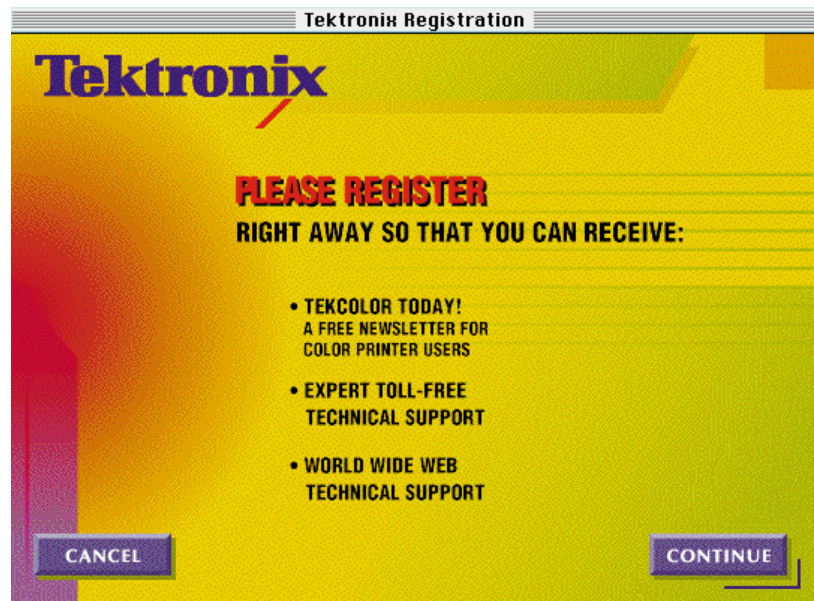 Tektronix Registration
Tektronix
PLEASE REGISTER
RIGHT AWAY SO THAT YOU CAN RECEIVE:
• TEKCOLOR TODAY!
A FREE NEWSLETTER FOR
COLOR PRINTER USERS
• EXPERT TOLL-FREE
TECHNICAL SUPPORT
• WORLD WIDE WEB
TECHNICAL SUPPORT
CANCEL
CONTINUE